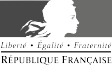 Liberté • Égalité • Fraternité
RÉPUBLIQUE FRANÇAISE